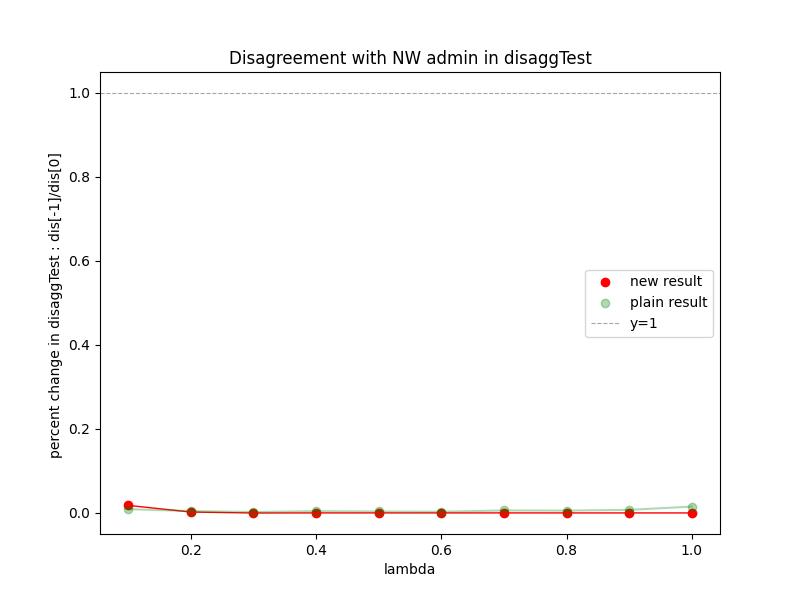 Disagreement with NW admin in disaggTest
percent change in disaggTest : dis[-1]/dis[0]
1.0
0.8
0.6
0.4
0.2
0.0
new result
plain result
y=1
0.2 0.4 0.6 0.8 1.0
lambda